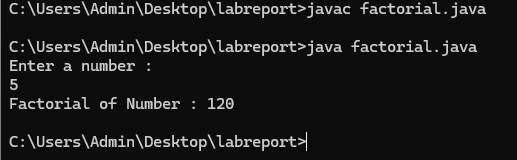 C:\Users\Admin\Desktop\labreport>javac factorial.java
C:\Users\Admin\Desktop\labreport>java factorial.java
Enter a number :
5
Factorial of Number : 120
C:\Users\Admin\Desktop\labreport>